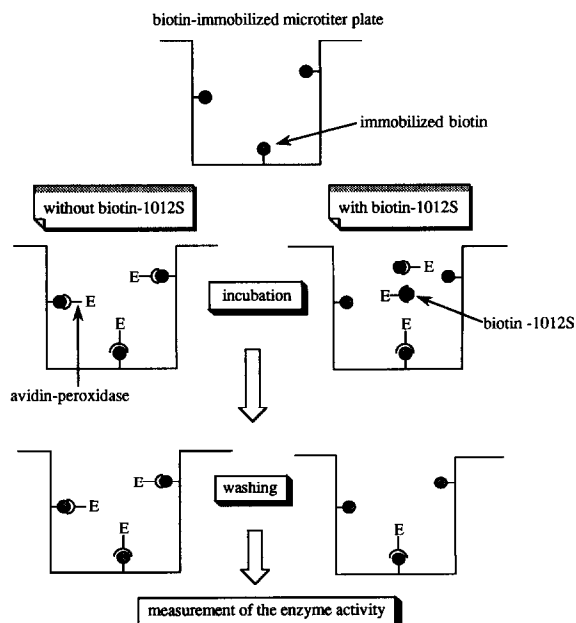 biotin-immobilized microtiter plate
immobilized biotin
without biotin-1012S
with biotin-1012S
E
E
E
incubation
E
E
E
biotin -1012S
avidin-peroxidase
E
E
E
washing
E
measurement of the enzyme activity